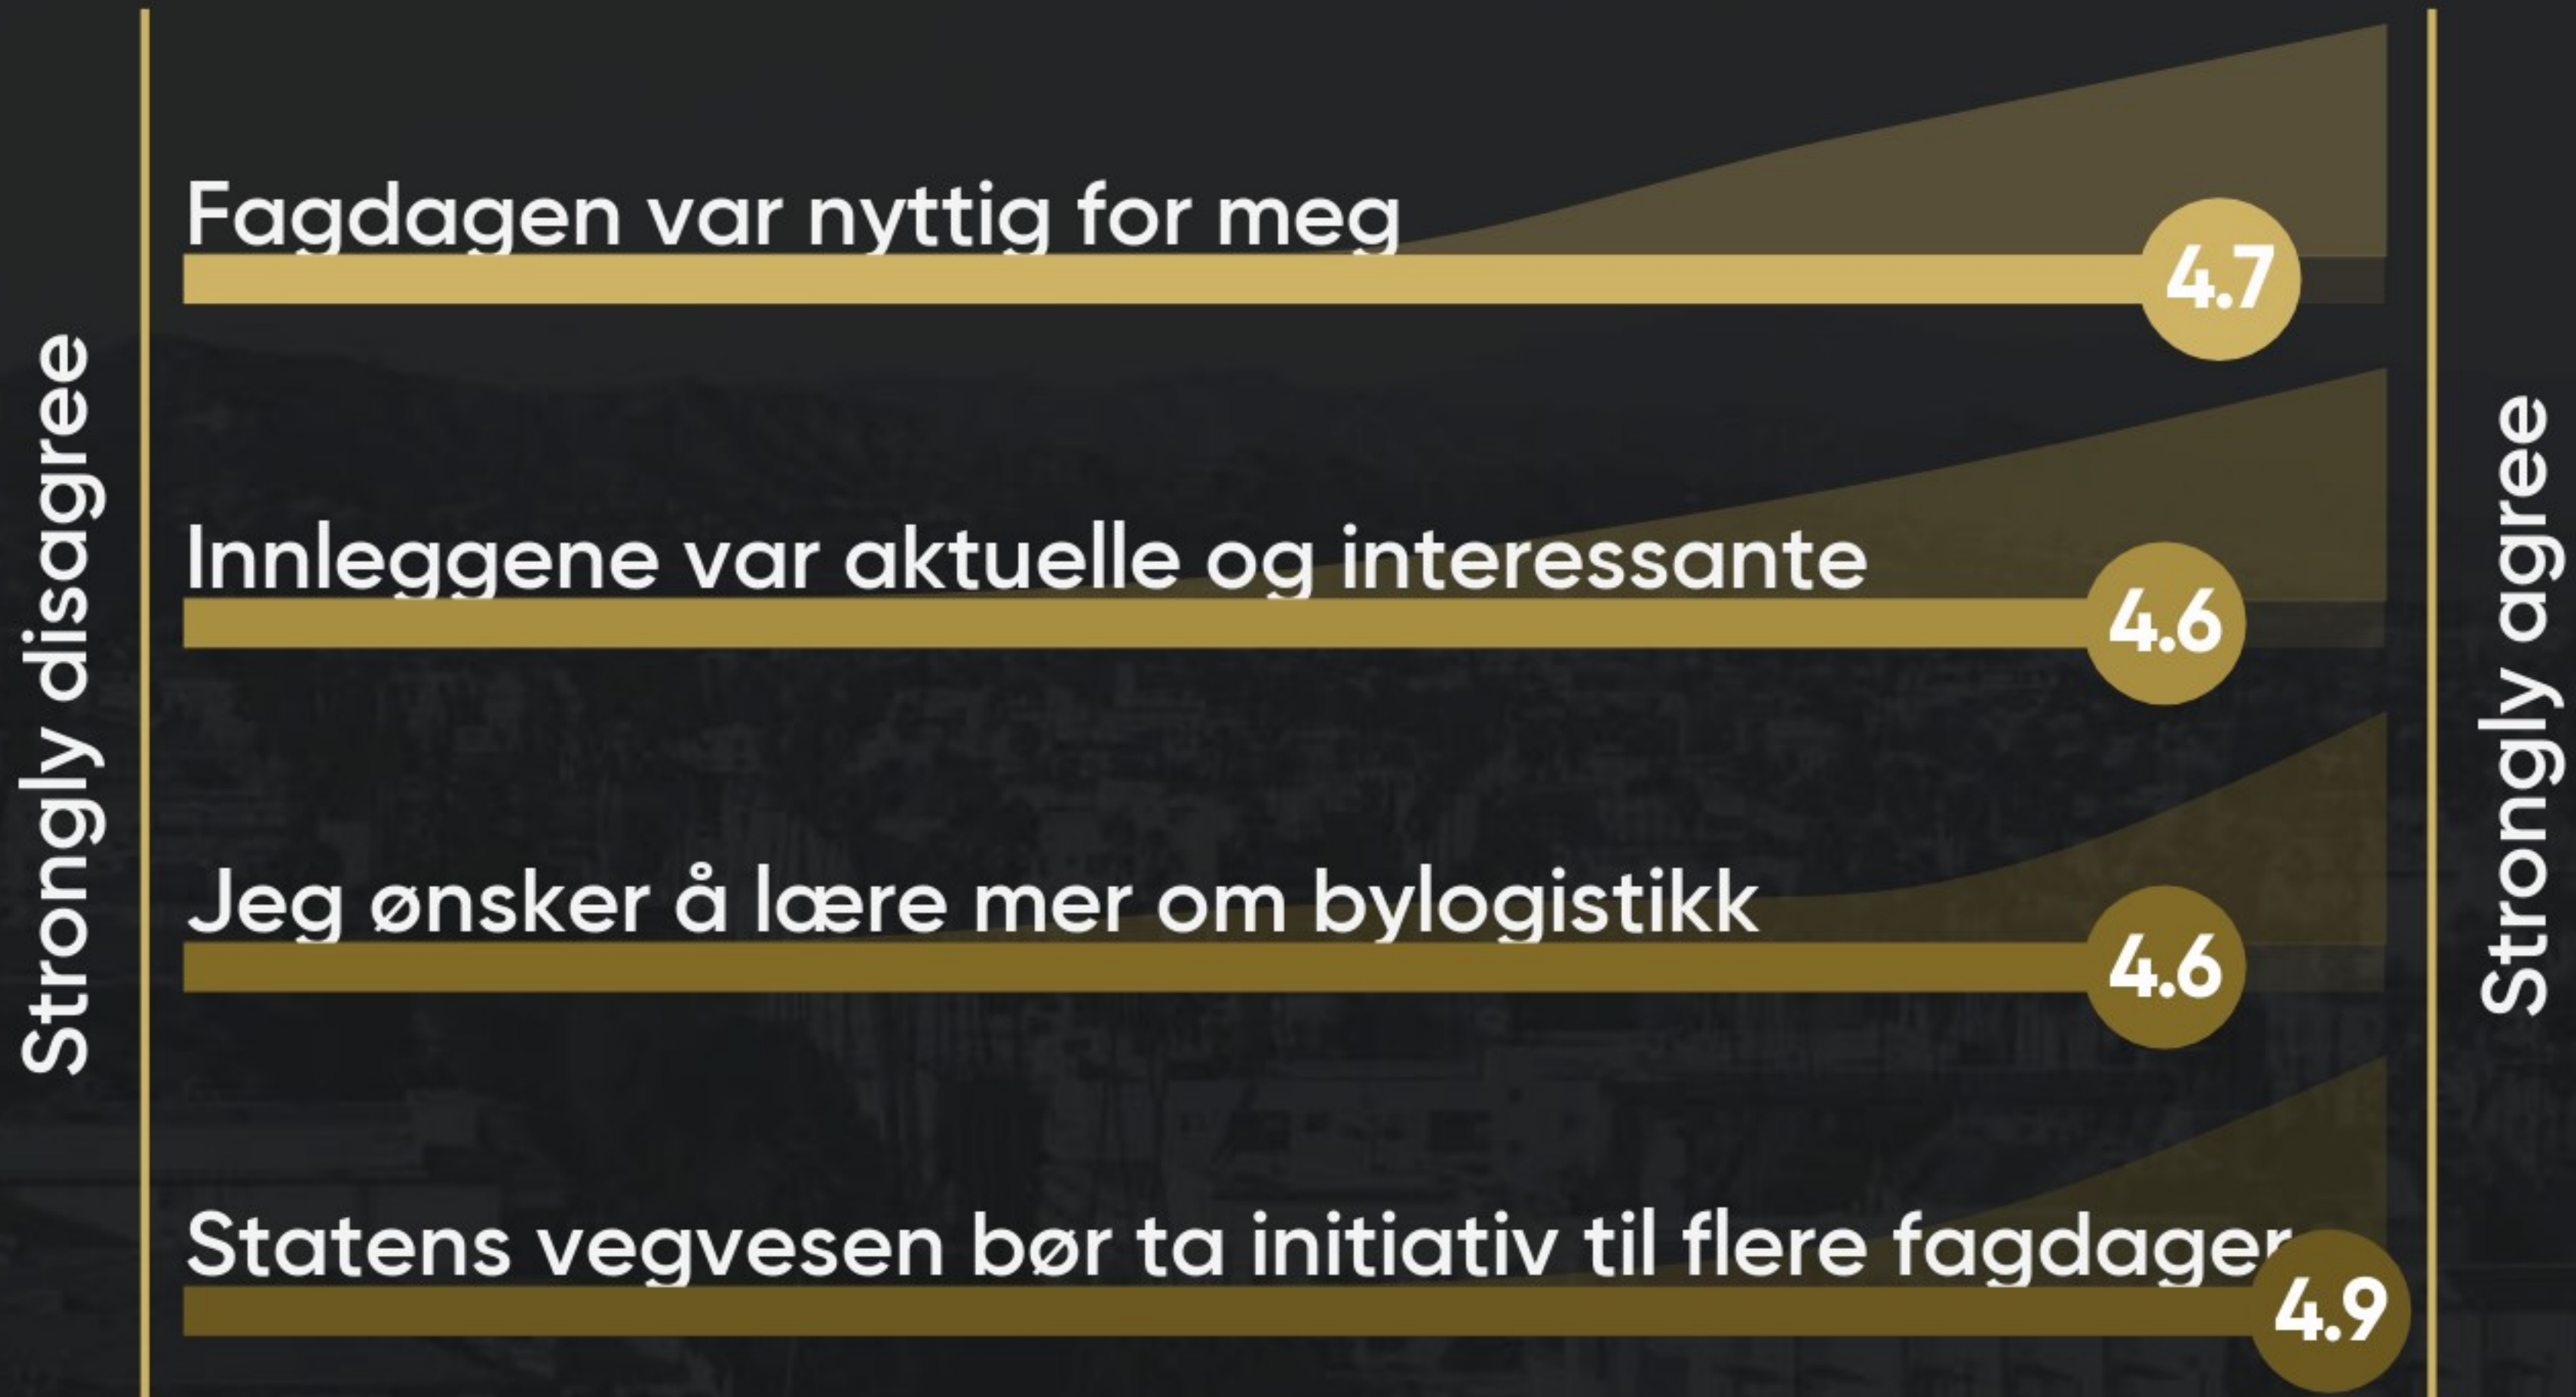 Strongly disagree
Fagdagen var nyttig for meg
4.7
Innleggene var aktuelle og interessante
4.6
Jeg ønsker å lære mer om bylogistikk
4.6
Statens vegvesen bør ta initiativ til flere fagdager
4.9
Strongly agree